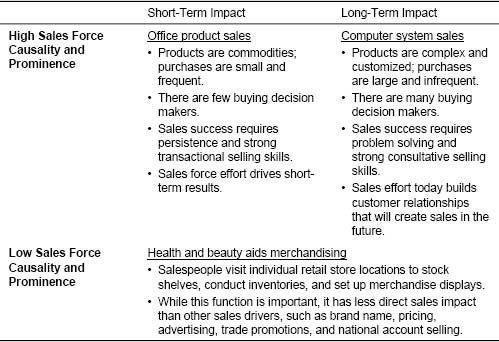 Short-Term Impact
Long-Term Impact
High Sales Force
Causality and
Prominence
Office product sales
• Products are commodities;
purchases are small and
frequent.
• There are few buying decision
makers.
• Sales success requires
persistence and strong
transactional selling skills.
• Sales force effort drives short-
term results.
Computer system sales
• Products are complex and
customized; purchases
are large and infrequent.
• There are many buying
decision makers.
• Sales success requires
problem solving and
strong consultative selling
skills.
• Sales effort today builds
customer relationships
that will create sales in the
future.
Low Sales Force
Causality and
Prominence
Health and beauty aids merchandising
• Salespeople visit individual retail store locations to stock
shelves, conduct inventories, and set up merchandise displays.
• While this function is important, it has less direct sales impact
than other sales drivers, such as brand name, pricing,
advertising, trade promotions, and national account selling.